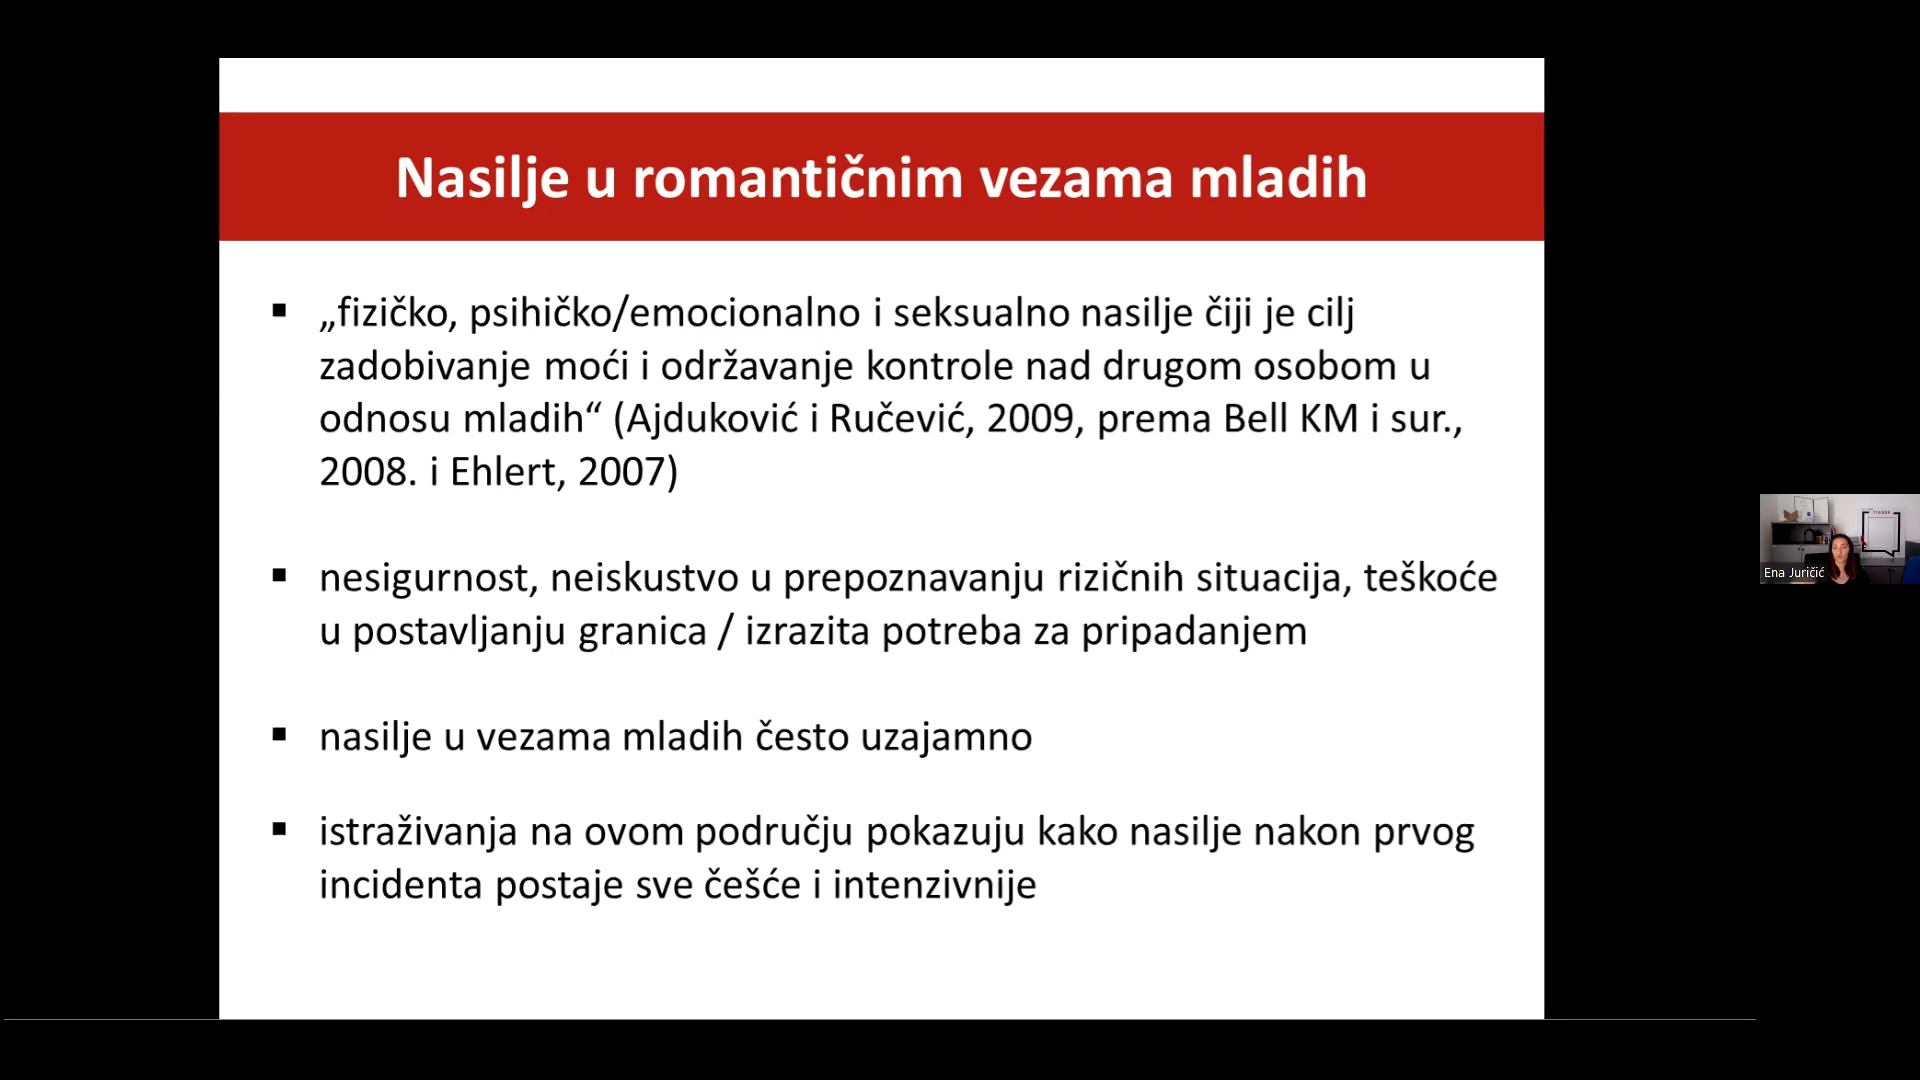 Nasilje u romantičnim vezama mladih
▪ „fizičko, psihičko/emocionalno i seksualno nasilje čiji je cilj
zadobivanje moći i održavanje kontrole nad drugom osobom u
odnosu mladih“ (Ajduković i Ručević, 2009, prema Bell KM i sur.,
2008. i Ehlert, 2007)
▪ nesigurnost, neiskustvo u prepoznavanju rizičnih situacija, teškoće
u postavljanju granica / izrazita potreba za pripadanjem
▪ nasilje u vezama mladih često uzajamno
▪ istraživanja na ovom području pokazuju kako nasilje nakon prvog
incidenta postaje sve češće i intenzivnije
Ena Juričić